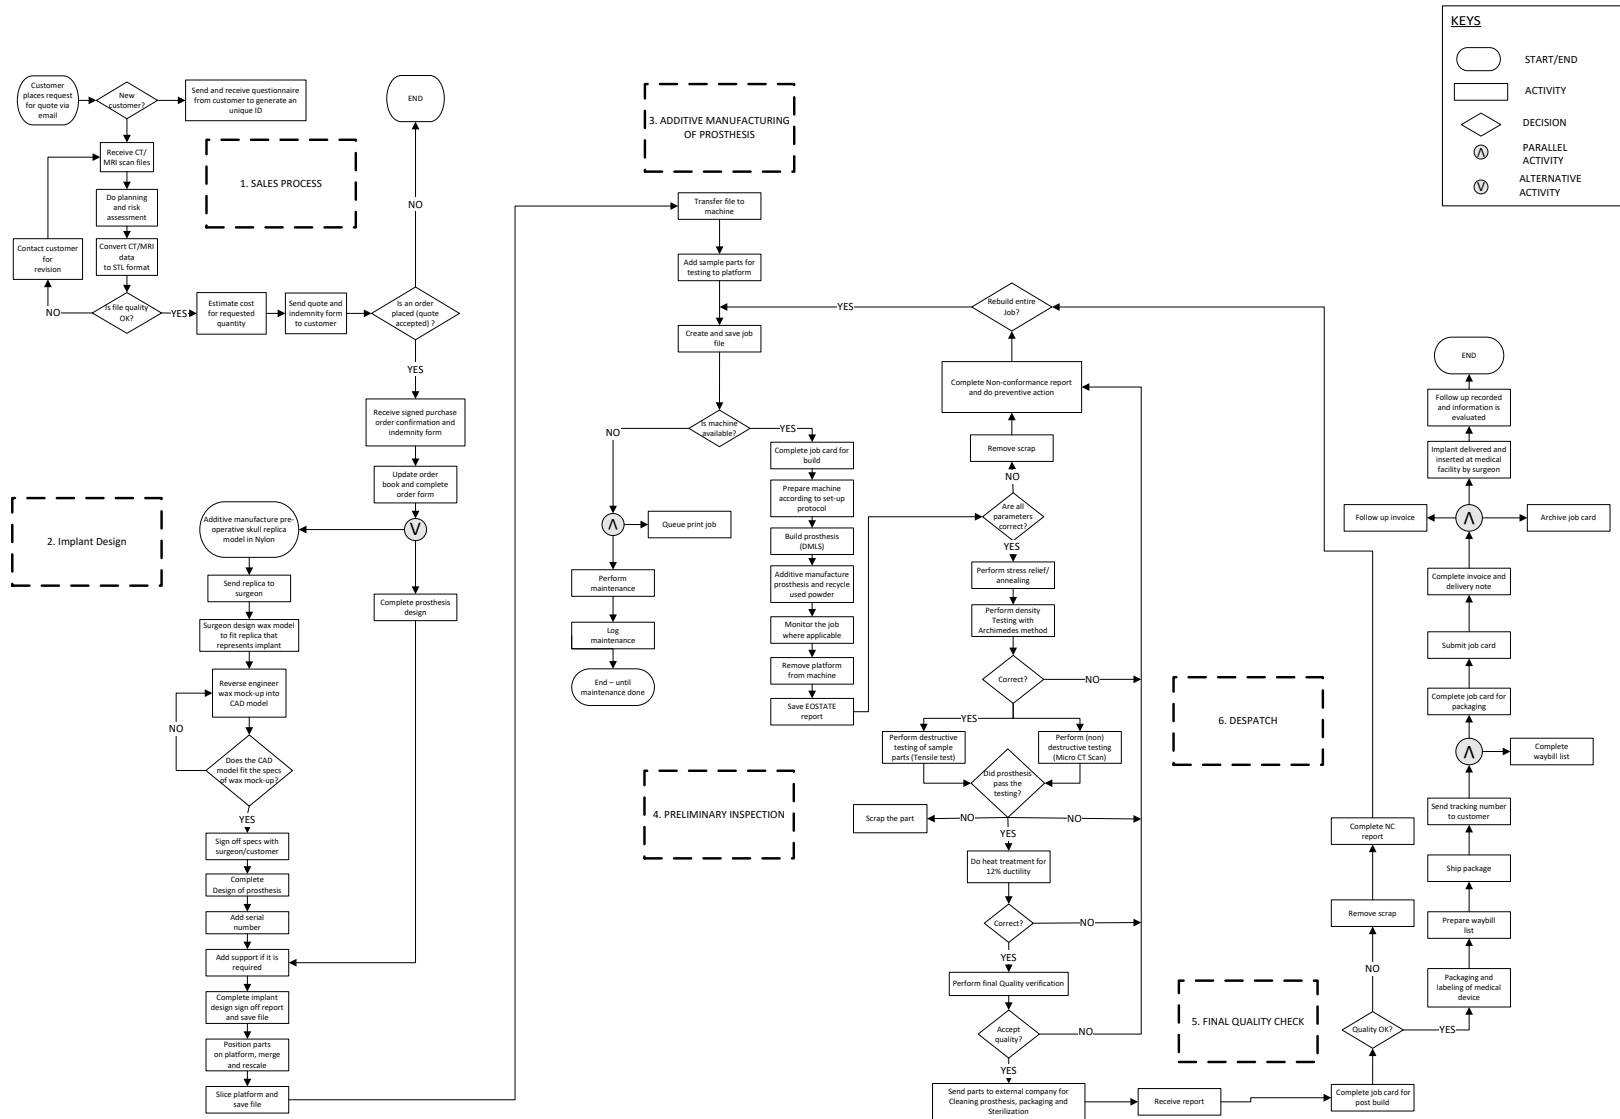 KEYS
START/END
ACTIVITY
DECISION
Λ
PARALLEL
ACTIVITY
V
ALTERNATIVE
ACTIVITY
Customer
places request
for quote via
email
New
customer?
Send and receive questionnaire
from customer to generate an
unique ID
Receive CT/
MRI scan files
1. SALES PROCESS
Do planning
and risk
assessment
Contact customer
for
revision
Convert CT/MRI
data
to STL format
NO
Is file quality
OK?
YES
Estimate cost
for requested
quantity
Send quote and
indemnity form
to customer
Is an order
placed (quote
accepted) ?
NO
END
YES
Receive signed purchase
order confirmation and
indemnity form
Update order
book and complete
order form
V
2. Implant Design
Additive manufacture pre-
operative skull replica
model in Nylon
Send replica to
surgeon
Complete prosthesis
design
Surgeon design wax model
to fit replica that
represents implant
Reverse engineer
wax mock-up into
CAD model
NO
Does the CAD
model fit the specs
of wax mock-up?
YES
Sign off specs with
surgeon/customer
Complete
Design of prosthesis
Add serial
number
Add support if it is
required
Complete implant
design sign off report
and save file
Position parts
on platform, merge
and rescale
Slice platform and
save file
3. ADDITIVE MANUFACTURING
OF PROSTHESIS
Transfer file to
machine
Add sample parts for
testing to platform
Create and save job
file
Is machine
available?
NO
YES
Λ
Queue print job
Perform
maintenance
Log
maintenance
End – until
maintenance done
Complete job card for
build
Prepare machine
according to set-up
protocol
Build prosthesis
(DMLS)
Additive manufacture
prosthesis and recycle
used powder
Monitor the job
where applicable
Remove platform
from machine
Save EOSTATE
report
4. PRELIMINARY INSPECTION
YES
Rebuild entire
Job?
Complete Non-conformance report
and do preventive action
Remove scrap
NO
Are all
parameters
correct?
YES
Perform stress relief/
annealing
Perform density
Testing with
Archimedes method
Correct?
NO
YES
Perform destructive
testing of sample
parts (Tensile test)
Perform (non)
destructive testing
(Micro CT Scan)
Did prosthesis
pass the
testing?
Scrap the part
NO
NO
YES
Do heat treatment for
12% ductility
Correct?
NO
YES
Perform final Quality verification
Accept
quality?
NO
YES
Send parts to external company for
Cleaning prosthesis, packaging and
Sterilization
Receive report
5. FINAL QUALITY CHECK
Complete job card for
post build
Quality OK?
NO
YES
Remove scrap
Complete NC
report
6. DESPATCH
Packaging and
labeling of medical
device
Prepare waybill
list
Ship package
Send tracking number
to customer
Λ
Complete
waybill list
Complete job card for
packaging
Submit job card
Complete invoice and
delivery note
Follow up invoice
Λ
Archive job card
Implant delivered and
inserted at medical
facility by surgeon
Follow up recorded
and information is
evaluated
END